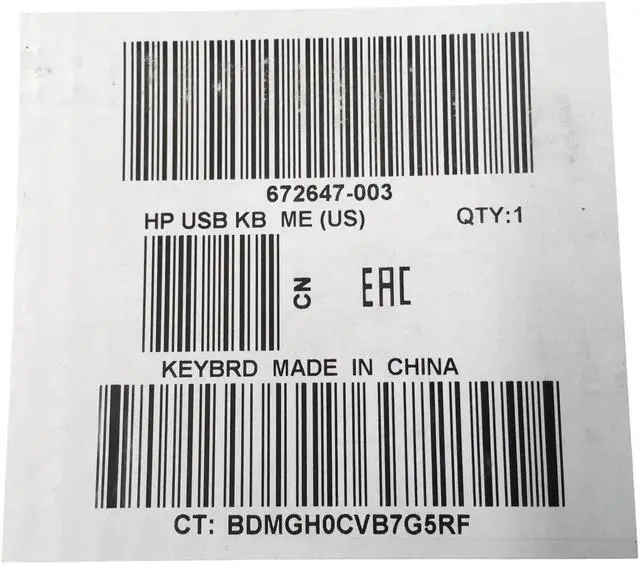 672647-003
HP USB KB ME (US) QTY:1
CN EAC
KEYBRD MADE IN CHINA
CT: BDMGH0CVB7G5RF